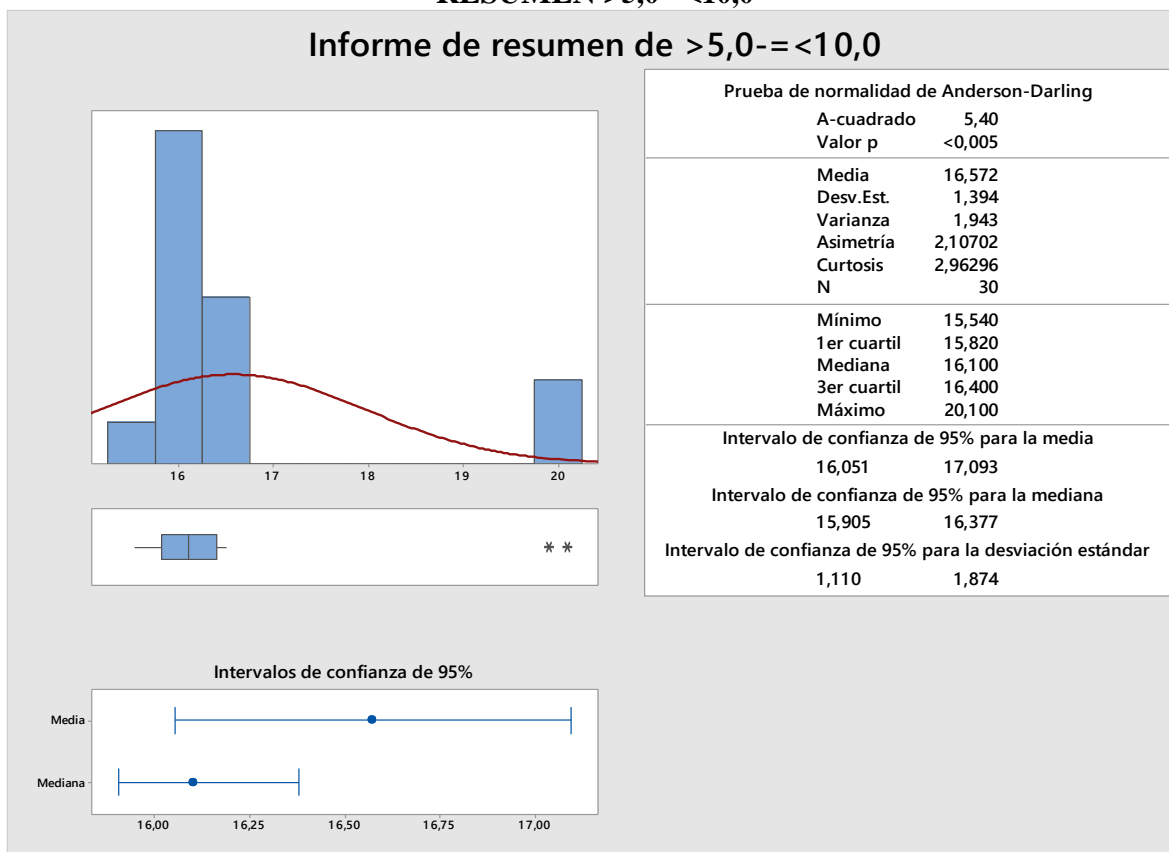 RESUMEN >5,0 - <10,0
Informe de resumen de >5,0-=<10,0
16 17 18 19 20
Intervalos de confianza de 95%
Media
Mediana
16,00 16,25 16,50 16,75 17,00
Prueba de normalidad de Anderson-Darling
A-cuadrado 5,40
Valor p <0,005
Media 16,572
Desv.Est. 1,394
Varianza 1,943
Asimetría 2,10702
Curtosis 2,96296
N 30
Mínimo 15,540
1er cuartil 15,820
Mediana 16,100
3er cuartil 16,400
Máximo 20,100
Intervalo de confianza de 95% para la media
16,051 17,093
Intervalo de confianza de 95% para la mediana
15,905 16,377
Intervalo de confianza de 95% para la desviación estándar
1,110 1,874